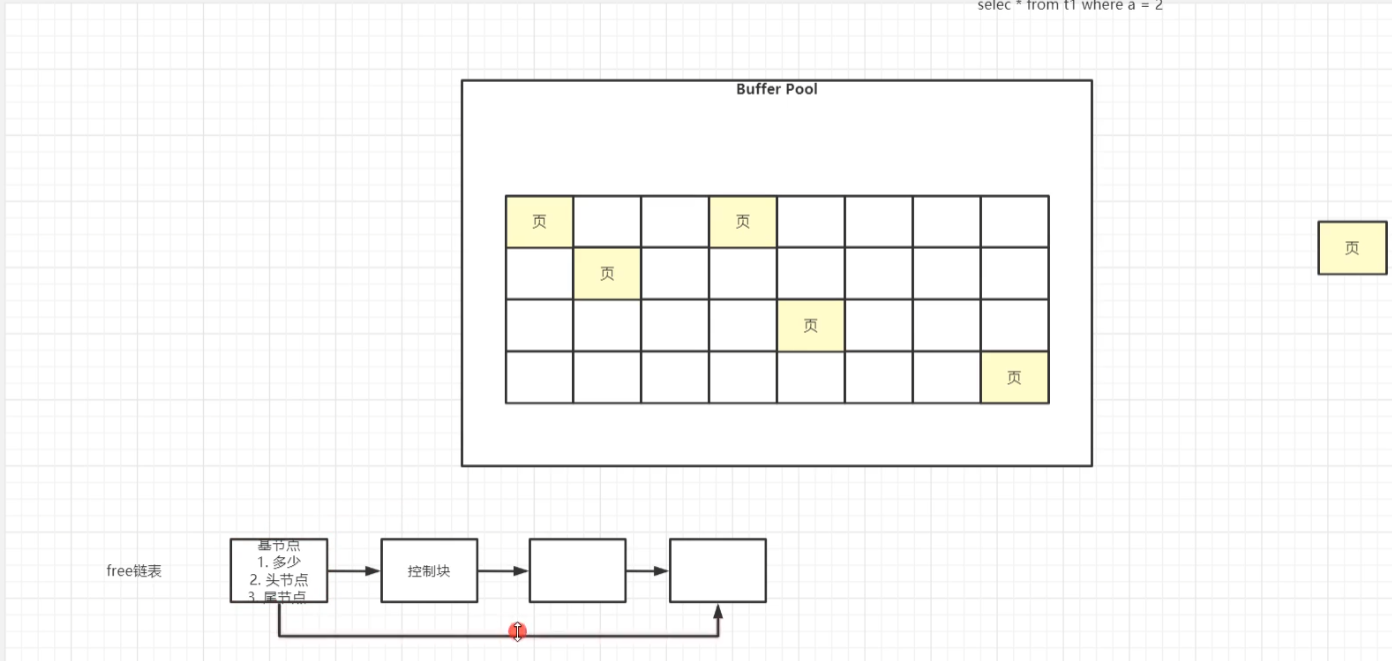 selec * from t1 where a = 2
Buffer Pool
页
页
页
页
页
页
free链表
基节点
1. 多少
2. 头节点
3. 尾节点
控制块